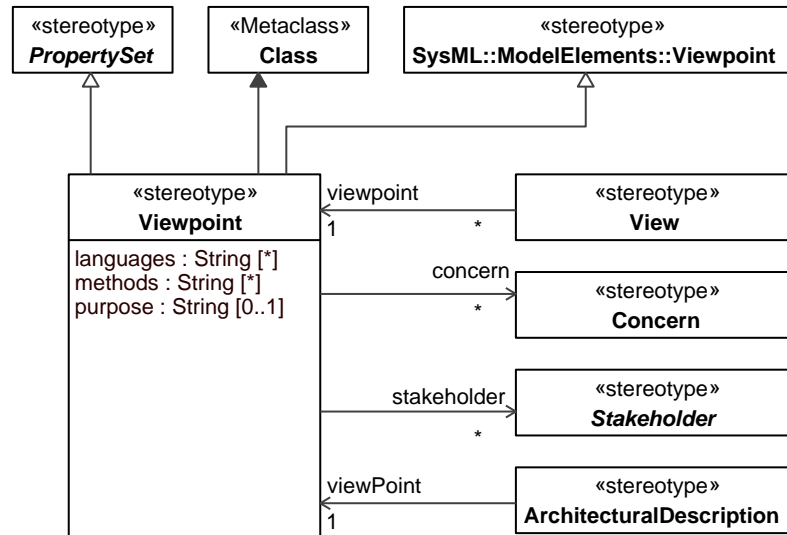 «stereotype»
PropertySet
«Metaclass»
Class
«stereotype»
SysML::ModelElements::Viewpoint
«stereotype»
Viewpoint
languages : String [*]
methods : String [*]
purpose : String [0..1]
viewpoint
1
*
«stereotype»
View
concern
*
«stereotype»
Concern
stakeholder
*
«stereotype»
Stakeholder
viewPoint
1
«stereotype»
ArchitecturalDescription